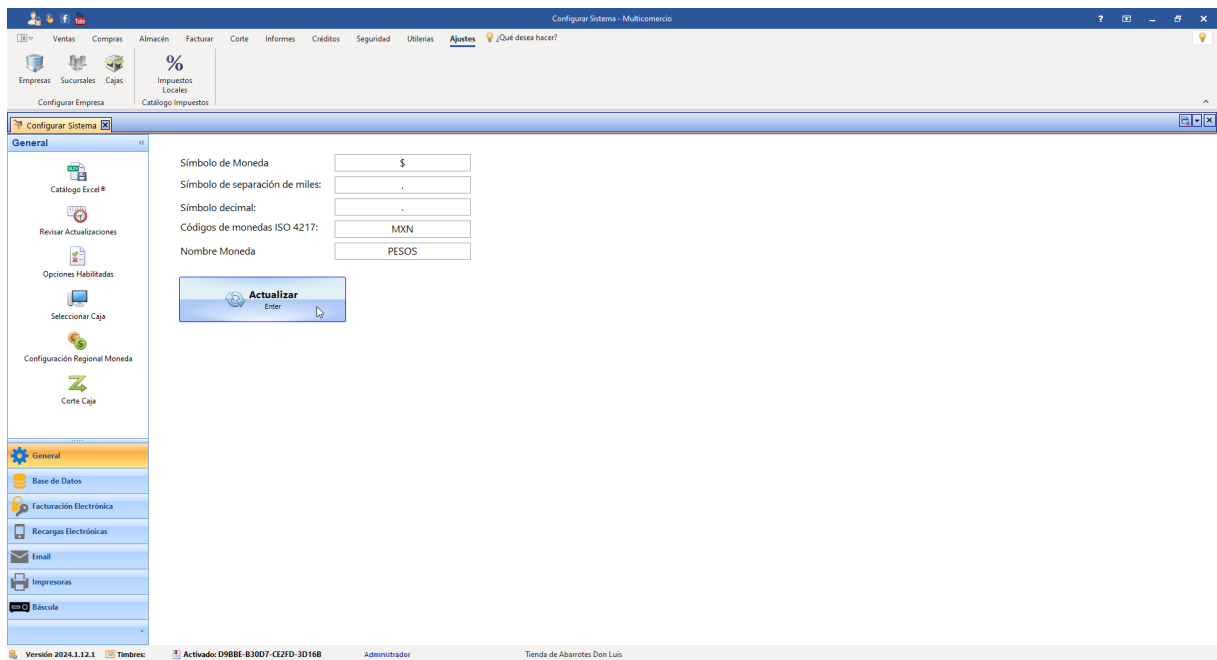 f You Tube Configurar Sistema - Multicomercio ?
Ventas Compras Almacén Facturar Corte Informes Créditos Seguridad Utilerias Ajustes ¿Qué desea hacer?
%
Empresas Sucursales Cajas Impuestos Locales
Configurar Empresa Catálogo Impuestos
Configurar Sistema
General «
Catálogo Excel®
Revisar Actualizaciones
Opciones Habilitadas
Seleccionar Caja
Configuración Regional Moneda
Corte Caja
Símbolo de Moneda $
Símbolo de separación de miles: ,
Símbolo decimal: .
Códigos de monedas ISO 4217: MXN
Nombre Moneda PESOS
Actualizar
Enter
General
Base de Datos
Facturación Electrónica
Recargas Electrónicas
Email
Impresoras
Báscula
Versión 2024.1.12.1 Timbres: Activado: D9BBE-B30D7-CE2FD-3D16B Administrador Tienda de Abarrotes Don Luis